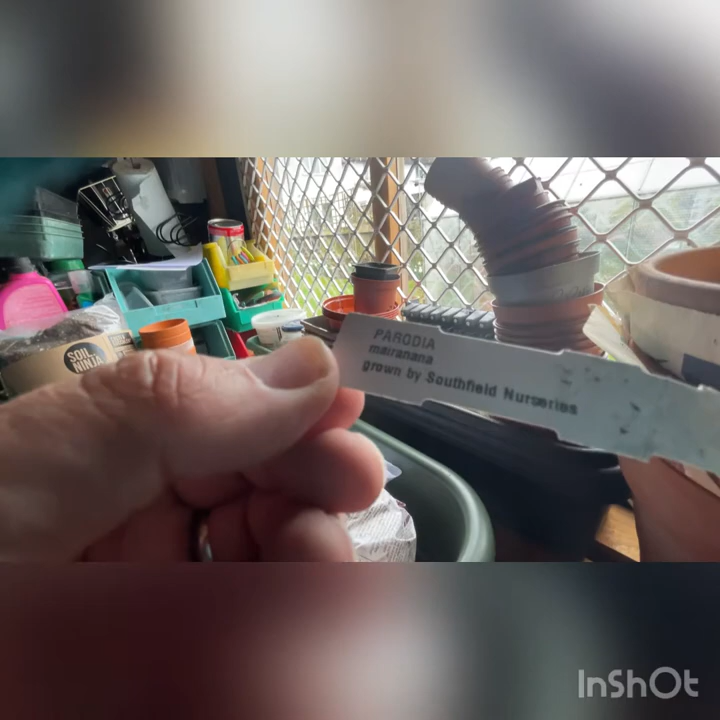 SOIL
NINJA
PARODIA
mairanana
grown by Southfield Nurseries
InShOt